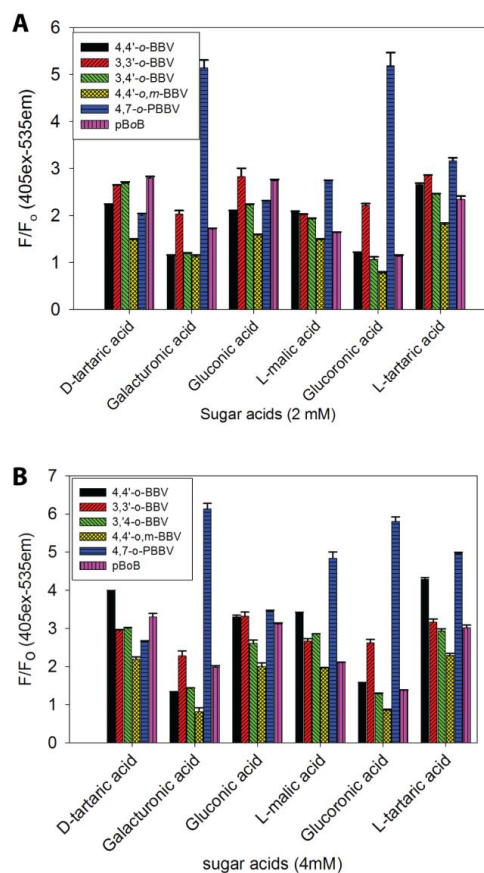 A
6
5
4
3
2
1
0
F/Fo (405ex-535em)
4,4'-o-BBV
3,3'-o-BBV
3,4'-o-BBV
4,4'-o,m-BBV
4,7-o-PBBV
pBoB
D-tartaric acid
Galacturonic acid
Gluconic acid
L-malic acid
Glucoronic acid
L-tartaric acid
Sugar acids (2 mM)
B
7
6
5
4
3
2
1
0
F/Fo (405ex-535em)
4,4'-o-BBV
3,3'-o-BBV
3,'4-o-BBV
4,4'-o,m-BBV
4,7-o-PBBV
pBoB
D-tartaric acid
Galacturonic acid
Gluconic acid
L-malic acid
Glucoronic acid
L-tartaric acid
sugar acids (4mM)